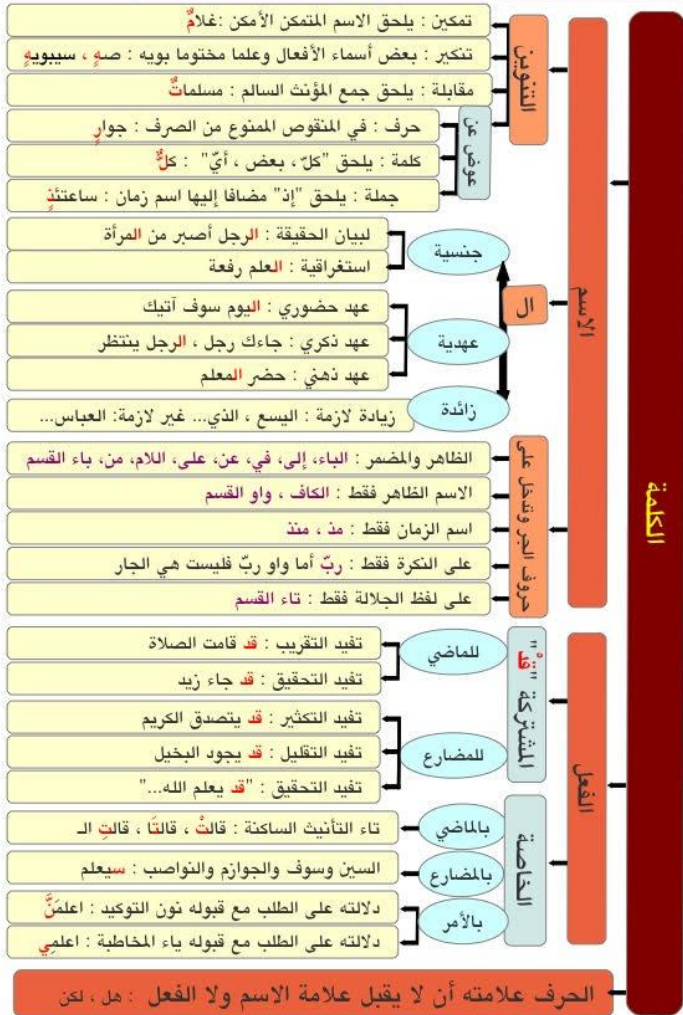 الكلمة
الاسم
التنوين
تمكين : يلحق الاسم المتمكن الأمكن :غلامٌ
تنكير : بعض أسماء الأفعال وعلما مختوما بويه : صهٍ ، سيبويهٍ
مقابلة : يلحق جمع المؤنث السالم : مسلماتٌ
عوض عن
حرف : في المنقوص الممنوع من الصرف : جوارٍ
كلمة : يلحق "كلّ، بعض ، أيّ" : كلٌّ
جملة : يلحق "إذ" مضافا إليها اسم زمان : ساعتئذٍ
ال
جنسية
لبيان الحقيقة : الرجل أصبر من المرأة
استغراقية : العلم رفعة
عهدية
عهد حضوري : اليوم سوف آتيك
عهد ذكري : جاءك رجل ، الرجل ينتظر
عهد ذهني : حضر المعلم
زائدة
زيادة لازمة : اليسع ، الذي... غير لازمة: العباس...
حروف الجر وتدخل على
الظاهر والمضمر : الباء، إلى، في، عن، على، اللام، من، باء القسم
الاسم الظاهر فقط : الكاف ، واو القسم
اسم الزمان فقط : مذ ، منذ
على النكرة فقط : ربّ أما واو ربّ فليست هي الجار
على لفظ الجلالة فقط : تاء القسم
الفعل
المشتركة "قدْ"
للماضي
تفيد التقريب : قد قامت الصلاة
تفيد التحقيق : قد جاء زيد
للمضارع
تفيد التكثير : قد يتصدق الكريم
تفيد التقليل : قد يجود البخيل
تفيد التحقيق : "قد يعلم الله..."
الخاصة
بالماضي
تاء التأنيث الساكنة : قالتْ ، قالتَا ، قالتِ الـ
بالمضارع
السين وسوف والجوازم والنواصب : سيعلم
بالأمر
دلالته على الطلب مع قبوله نون التوكيد : اعلمَنَّ
دلالته على الطلب مع قبوله ياء المخاطبة : اعلمِي
الحرف علامته أن لا يقبل علامة الاسم ولا الفعل : هل ، لكن